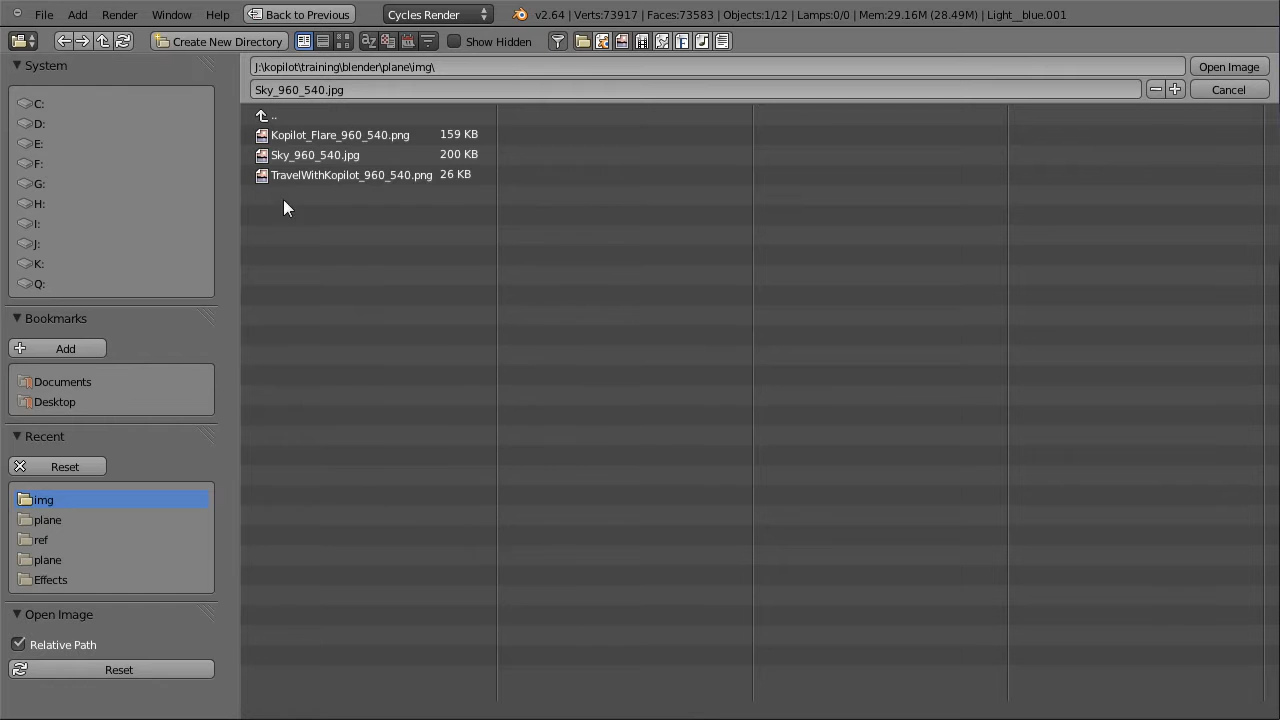 File Add Render Window Help Back to Previous Cycles Render v2.64 | Verts:73917 | Faces:73583 | Objects:1/12 | Lamps:0/0 | Mem:29.16M (28.49M) | Light__blue.001
Create New Directory Show Hidden
System
C:
D:
E:
F:
G:
H:
I:
J:
K:
Q:
Bookmarks
Add
Documents
Desktop
Recent
Reset
img
plane
ref
plane
Effects
Open Image
Relative Path
Reset
J:\kopilot\training\blender\plane\img\ Open Image
Sky_960_540.jpg Cancel
..
Kopilot_Flare_960_540.png 159 KB
Sky_960_540.jpg 200 KB
TravelWithKopilot_960_540.png 26 KB